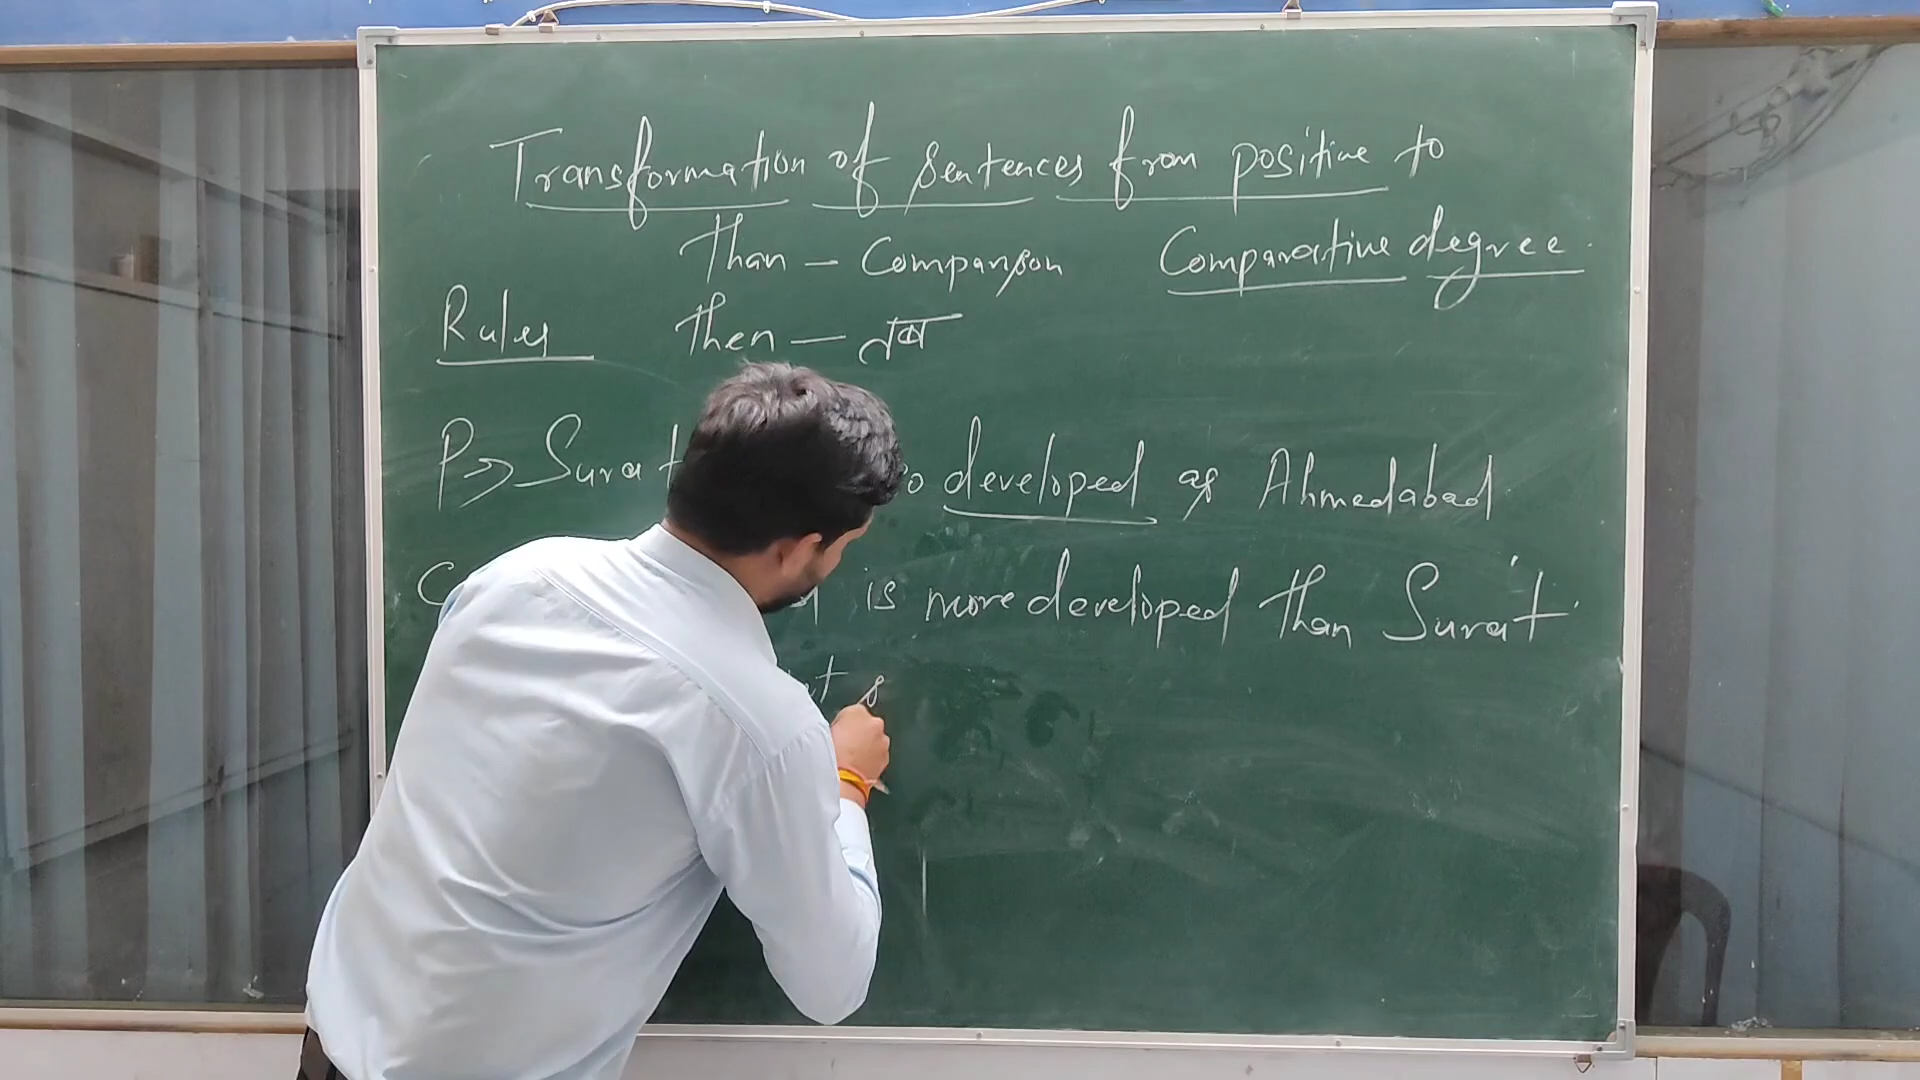 Transformation of sentences from positive to
Than - Comparison Comparative degree.
Rules then - तब
P → Surat developed as Ahmedabad
C is more developed than Surat.